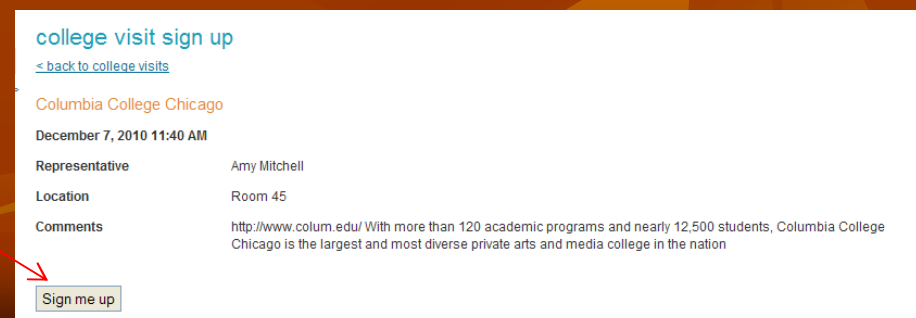 college visit sign up
< back to college visits
Columbia College Chicago
December 7, 2010 11:40 AM
Representative Amy Mitchell
Location Room 45
Comments http://www.colum.edu/ With more than 120 academic programs and nearly 12,500 students, Columbia College
Chicago is the largest and most diverse private arts and media college in the nation
Sign me up